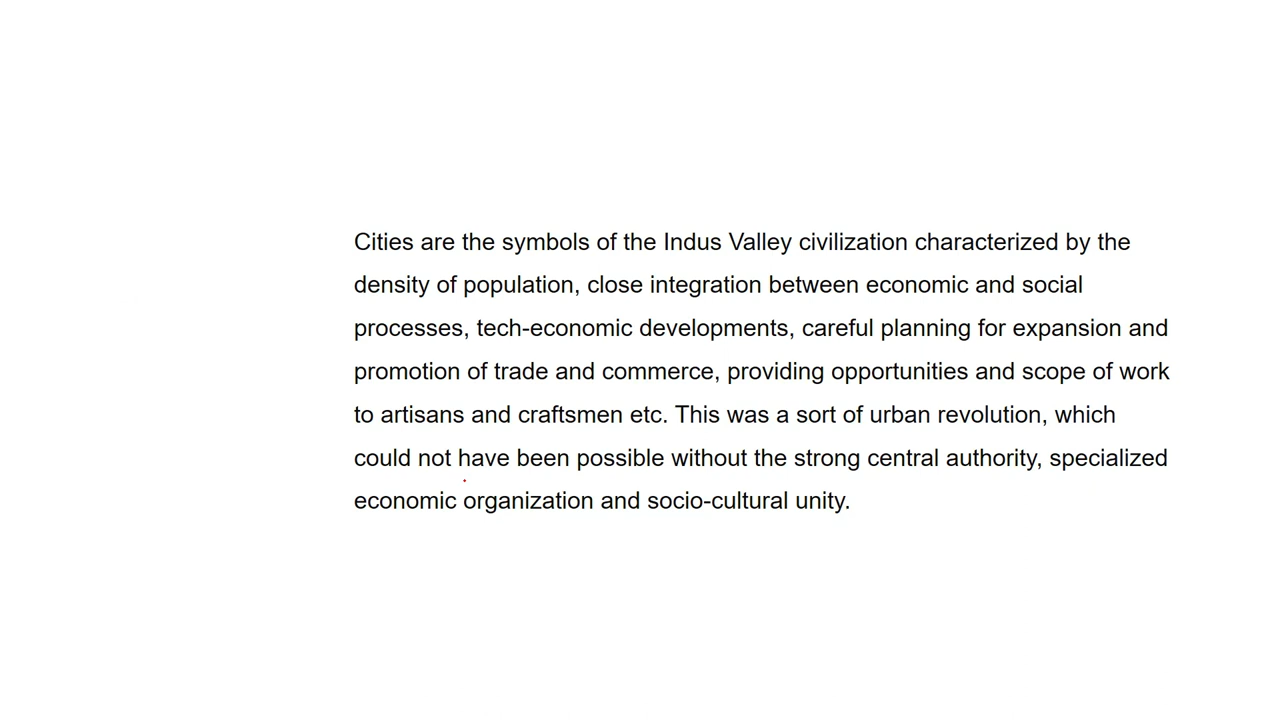 Cities are the symbols of the Indus Valley civilization characterized by the
density of population, close integration between economic and social
processes, tech-economic developments, careful planning for expansion and
promotion of trade and commerce, providing opportunities and scope of work
to artisans and craftsmen etc. This was a sort of urban revolution, which
could not have been possible without the strong central authority, specialized
economic organization and socio-cultural unity.